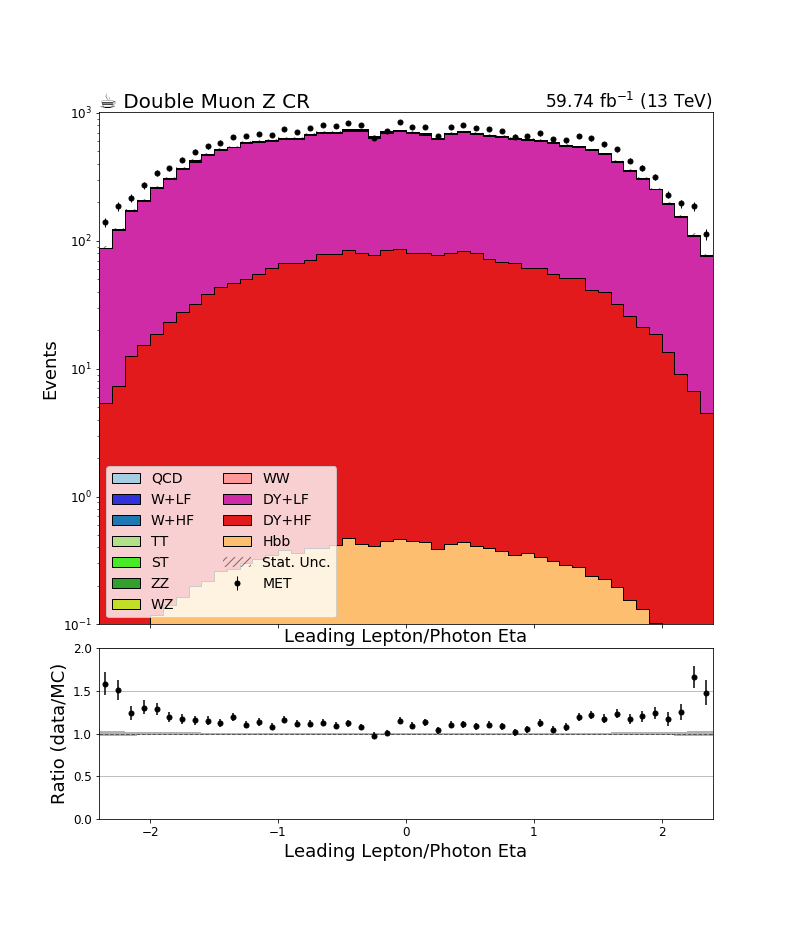 ☕ Double Muon Z CR
59.74 fb⁻¹ (13 TeV)
10³
10²
10¹
10⁰
10⁻¹
Events
QCD
W+LF
W+HF
TT
ST
ZZ
WZ
WW
DY+LF
DY+HF
Hbb
Stat. Unc.
MET
Leading Lepton/Photon Eta
2.0
1.5
1.0
0.5
0.0
Ratio (data/MC)
−2
−1
0
1
2
Leading Lepton/Photon Eta